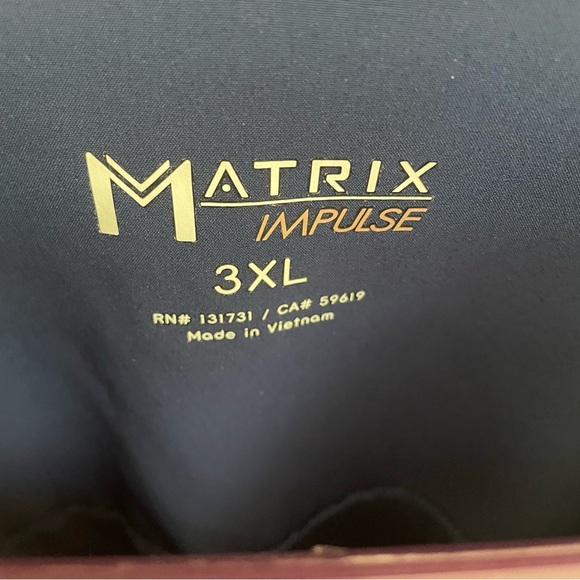 MATRIX
IMPULSE
3XL
RN# 131731 / CA# 59619
Made in Vietnam